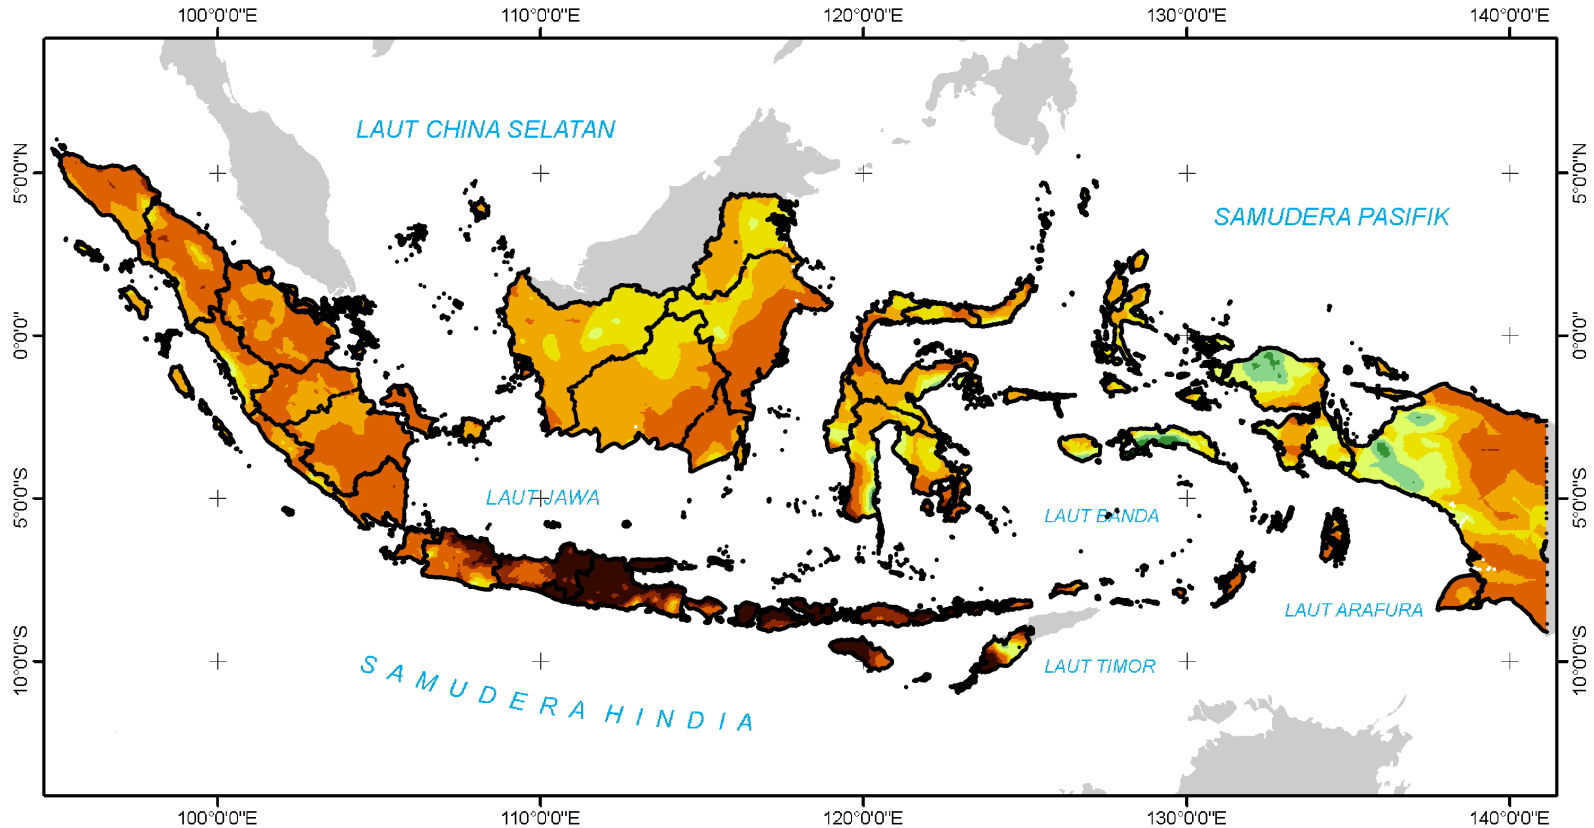 100°0'0"E 110°0'0"E 120°0'0"E 130°0'0"E 140°0'0"E
LAUT CHINA SELATAN
5°0'0"N 5°0'0"N
SAMUDERA PASIFIK
0°0'0" 0°0'0"
5°0'0"S LAUT JAWA 5°0'0"S
LAUT BANDA
LAUT ARAFURA
10°0'0"S LAUT TIMOR 10°0'0"S
SAMUDERA HINDIA
100°0'0"E 110°0'0"E 120°0'0"E 130°0'0"E 140°0'0"E